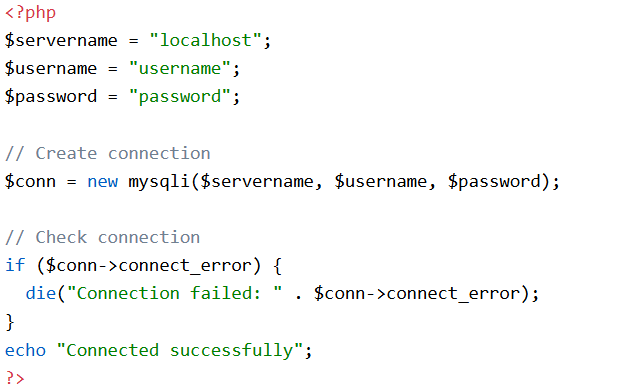 <?php
$servername = "localhost";
$username = "username";
$password = "password";

// Create connection
$conn = new mysqli($servername, $username, $password);

// Check connection
if ($conn->connect_error) {
  die("Connection failed: " . $conn->connect_error);
}
echo "Connected successfully";
?>